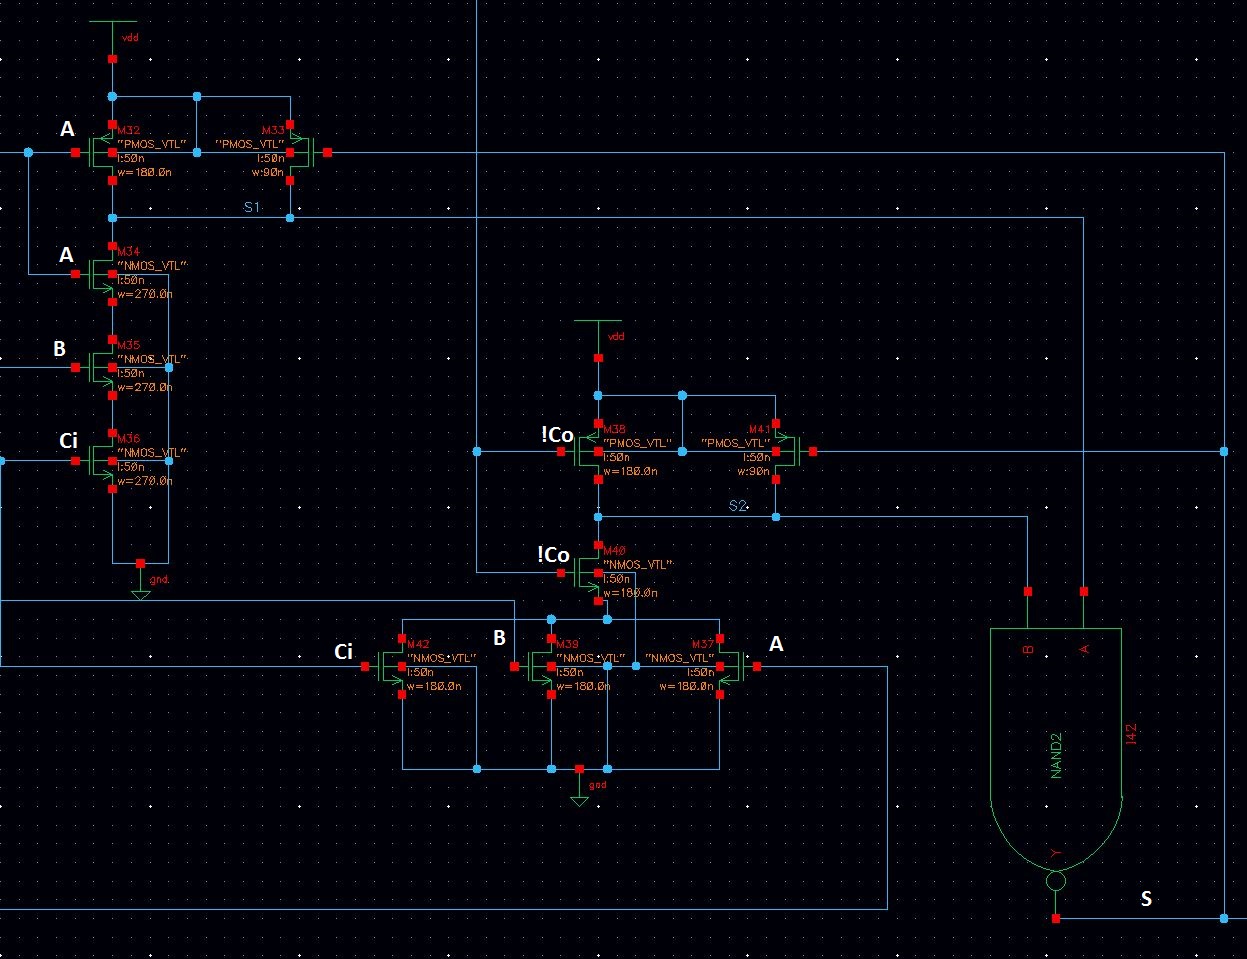 vdd
A
M32
M33
"PMOS_VTL"
"PMOS_VTL"
l:50n
l:50n
w=180.0n
w:90n
S1
A
M34
"NMOS_VTL"
l:50n
w=270.0n
B
M35
"NMOS_VTL"
l:50n
w=270.0n
Ci
M36
"NMOS_VTL"
l:50n
w=270.0n
gnd
vdd
!Co
M38
M41
"PMOS_VTL"
"PMOS_VTL"
l:50n
l:50n
w=180.0n
w:90n
S2
!Co
M40
"NMOS_VTL"
l:50n
w=180.0n
Ci
M42
B
M39
M37
A
"NMOS_VTL"
"NMOS_VTL"
"NMOS_VTL"
l:50n
l:50n
l:50n
w=180.0n
w=180.0n
w=180.0n
gnd
B
A
NAND2
I42
Y
S